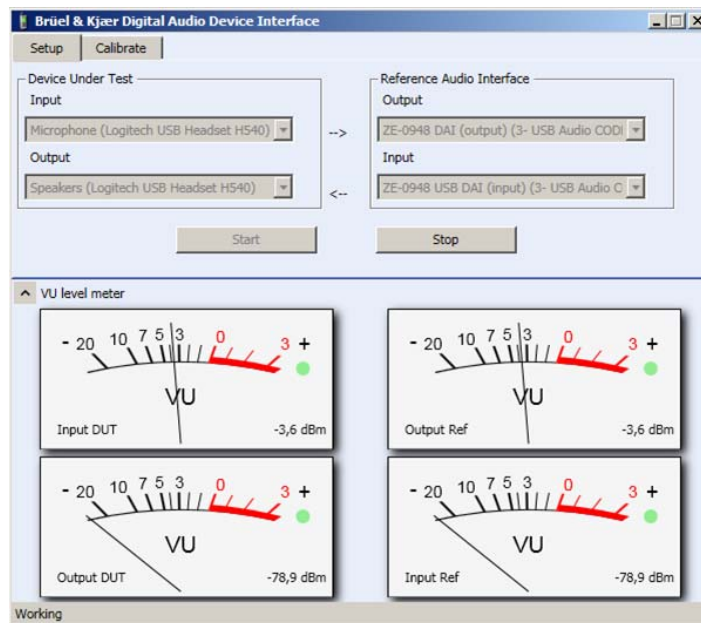 Brüel & Kjær Digital Audio Device Interface
Setup Calibrate
Device Under Test
Input
Microphone (Logitech USB Headset H540)
Output
Speakers (Logitech USB Headset H540)
-->
<--
Reference Audio Interface
Output
ZE-0948 DAI (output) (3- USB Audio CODI
Input
ZE-0948 USB DAI (input) (3- USB Audio C
Start Stop
VU level meter
- 20 10 7 5 3 0 3 +
VU
Input DUT -3,6 dBm
- 20 10 7 5 3 0 3 +
VU
Output Ref -3,6 dBm
- 20 10 7 5 3 0 3 +
VU
Output DUT -78,9 dBm
- 20 10 7 5 3 0 3 +
VU
Input Ref -78,9 dBm
Working